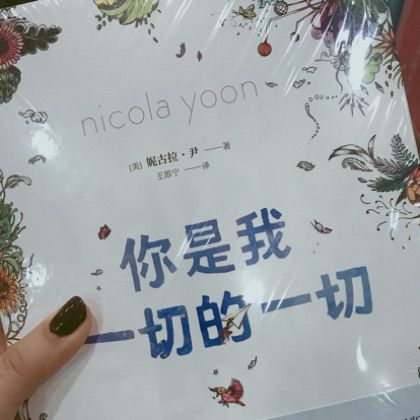 nicola yoon
[美] 妮古拉·尹 —— 著
王思宁 —— 译
你是我
一切的一切